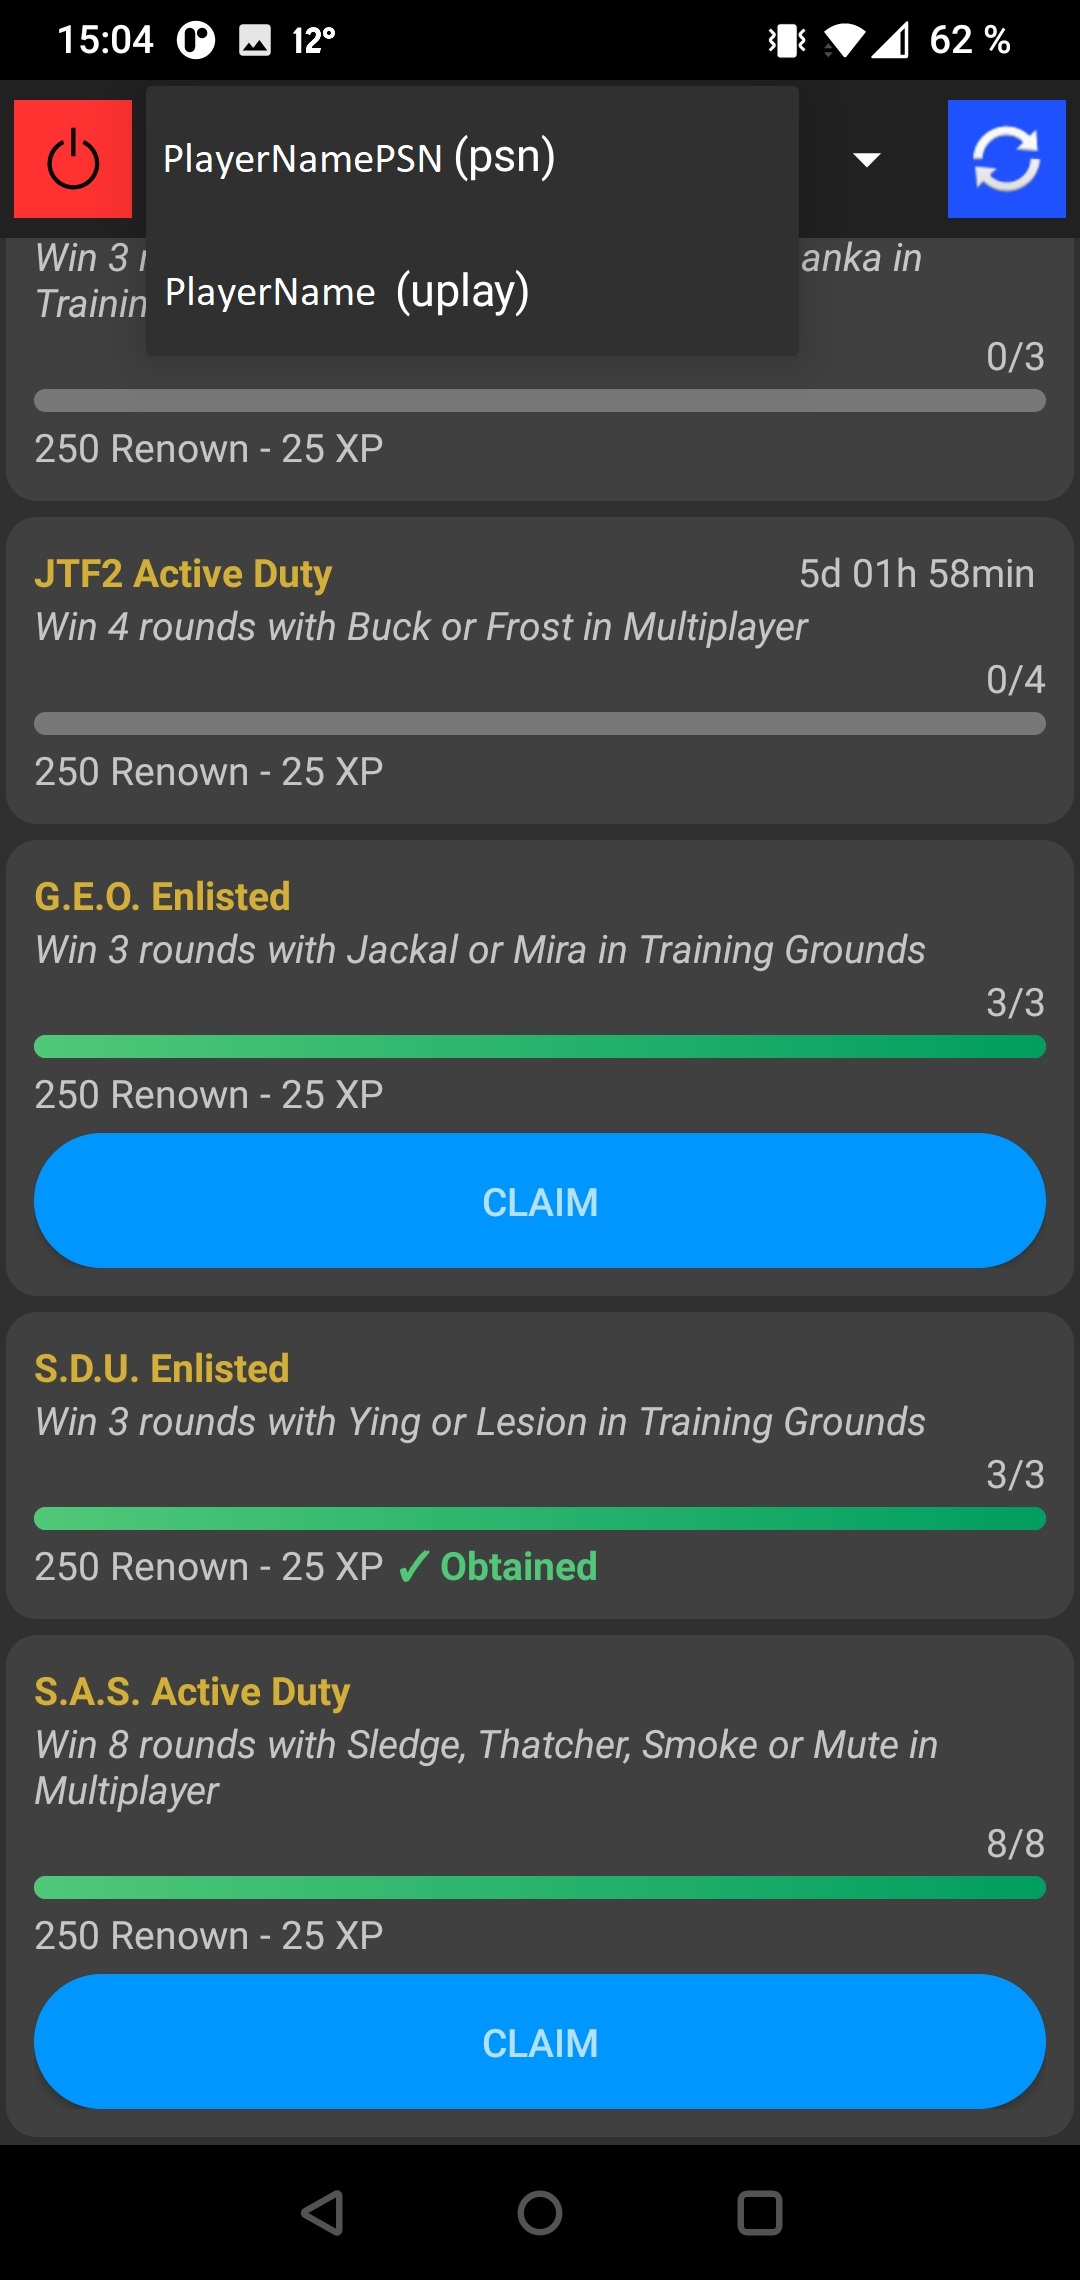 15:04 12° 62 %
PlayerNamePSN (psn)
PlayerName (uplay)
Win 3 anka in
Trainin
0/3
250 Renown - 25 XP
JTF2 Active Duty 5d 01h 58min
Win 4 rounds with Buck or Frost in Multiplayer
0/4
250 Renown - 25 XP
G.E.O. Enlisted
Win 3 rounds with Jackal or Mira in Training Grounds
3/3
250 Renown - 25 XP
CLAIM
S.D.U. Enlisted
Win 3 rounds with Ying or Lesion in Training Grounds
3/3
250 Renown - 25 XP ✓ Obtained
S.A.S. Active Duty
Win 8 rounds with Sledge, Thatcher, Smoke or Mute in
Multiplayer
8/8
250 Renown - 25 XP
CLAIM